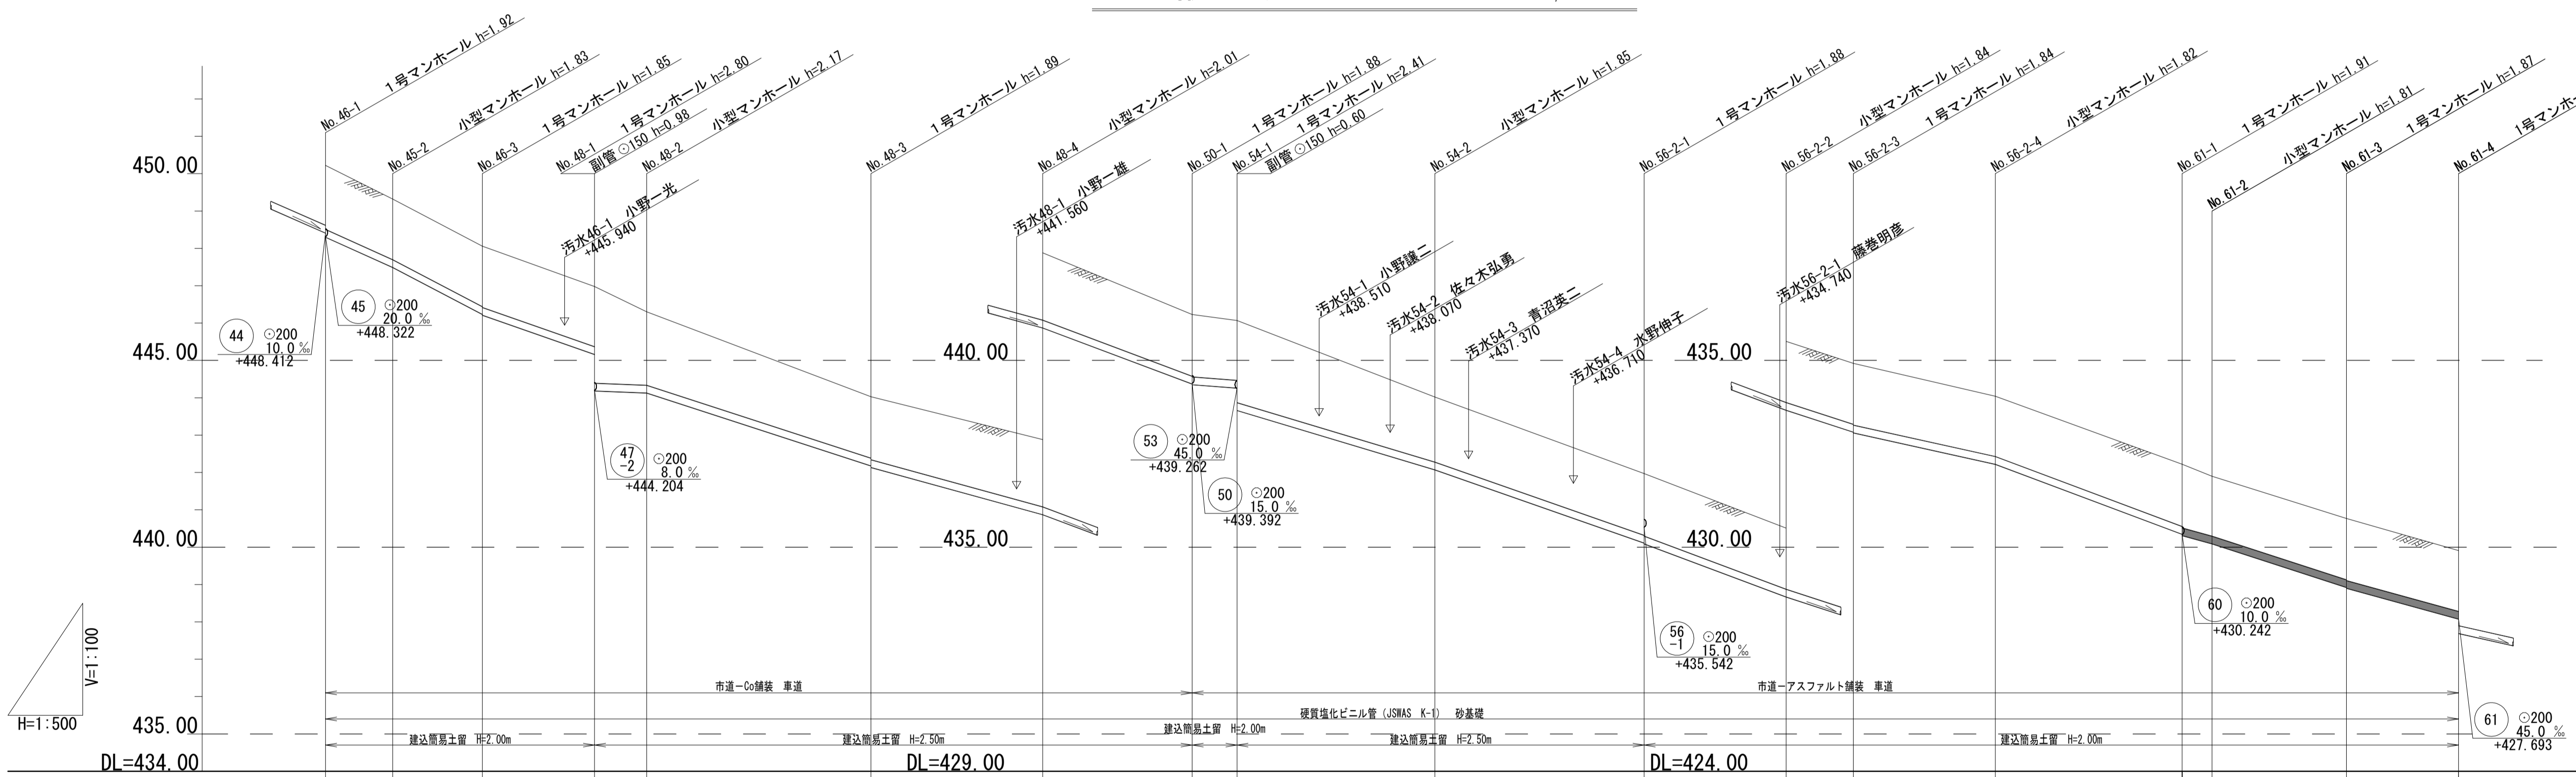 No.46-1 1号マンホール h=1.92
No.45-2 小型マンホール h=1.83
No.46-3 1号マンホール h=1.85
No.48-1 1号マンホール h=2.80
副管 ⊙150 h=0.98
No.48-2 小型マンホール h=2.17
No.48-3 1号マンホール h=1.89
No.48-4 小型マンホール h=2.01
No.50-1 1号マンホール h=1.88
No.54-1 1号マンホール h=2.41
副管 ⊙150 h=0.60
No.54-2 小型マンホール h=1.85
No.56-2-1 1号マンホール h=1.88
No.56-2-2 小型マンホール h=1.84
No.56-2-3 1号マンホール h=1.84
No.56-2-4 小型マンホール h=1.82
No.61-1 1号マンホール h=1.91
No.61-2 小型マンホール h=1.81
No.61-3 1号マンホール h=1.87
No.61-4 1号マンホ
汚水46-1 小野一光
+445.940
汚水48-1 小野一雄
+441.560
汚水54-1 小野譲二
+438.510
汚水54-2 佐々木弘勇
+438.070
汚水54-3 青沼英二
+437.370
汚水54-4 水野伸子
+436.710
汚水56-2-1 藤巻明彦
+434.740
450.00
445.00
440.00
435.00
DL=434.00
440.00
435.00
DL=429.00
435.00
430.00
DL=424.00
44 ⊙200
10.0 ‰
+448.412
45 ⊙200
20.0 ‰
+448.322
47
-2 ⊙200
8.0 ‰
+444.204
53 ⊙200
45.0 ‰
+439.262
50 ⊙200
15.0 ‰
+439.392
56
-1 ⊙200
15.0 ‰
+435.542
60 ⊙200
10.0 ‰
+430.242
61 ⊙200
45.0 ‰
+427.693
V=1:100
H=1:500
市道-Co舗装 車道
市道-アスファルト舗装 車道
硬質塩化ビニル管 (JSWAS K-1) 砂基礎
建込簡易土留 H=2.00m
建込簡易土留 H=2.50m
建込簡易土留 H=2.00m
建込簡易土留 H=2.50m
建込簡易土留 H=2.00m